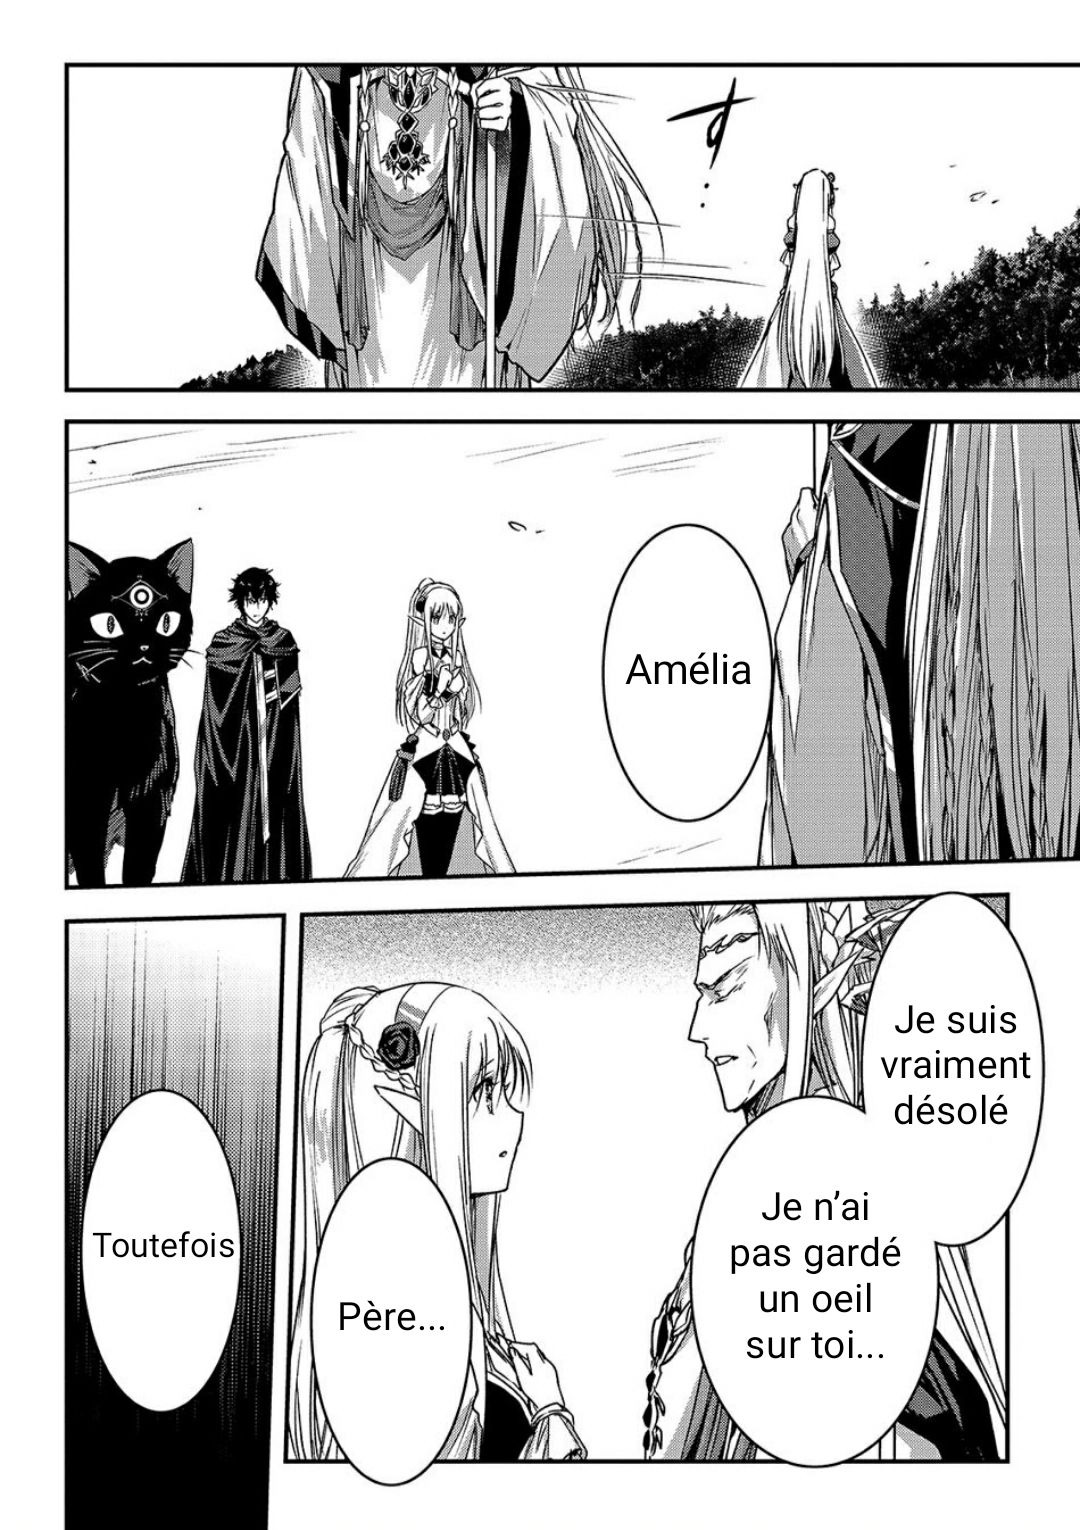 す…
Amélia
Je suis
vraiment
désolé
Je n’ai
pas gardé
un oeil
sur toi...
Père...
Toutefois